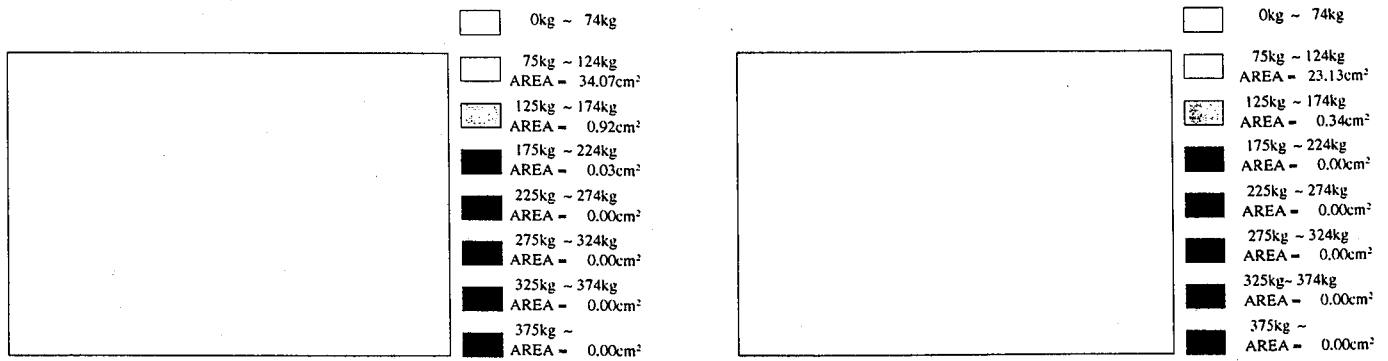 0kg ~ 74kg
75kg ~ 124kg
AREA = 34.07cm²
125kg ~ 174kg
AREA = 0.92cm²
175kg ~ 224kg
AREA = 0.03cm²
225kg ~ 274kg
AREA = 0.00cm²
275kg ~ 324kg
AREA = 0.00cm²
325kg ~ 374kg
AREA = 0.00cm²
375kg ~
AREA = 0.00cm²
0kg ~ 74kg
75kg ~ 124kg
AREA = 23.13cm²
125kg ~ 174kg
AREA = 0.34cm²
175kg ~ 224kg
AREA = 0.00cm²
225kg ~ 274kg
AREA = 0.00cm²
275kg ~ 324kg
AREA = 0.00cm²
325kg~ 374kg
AREA = 0.00cm²
375kg ~
AREA = 0.00cm²